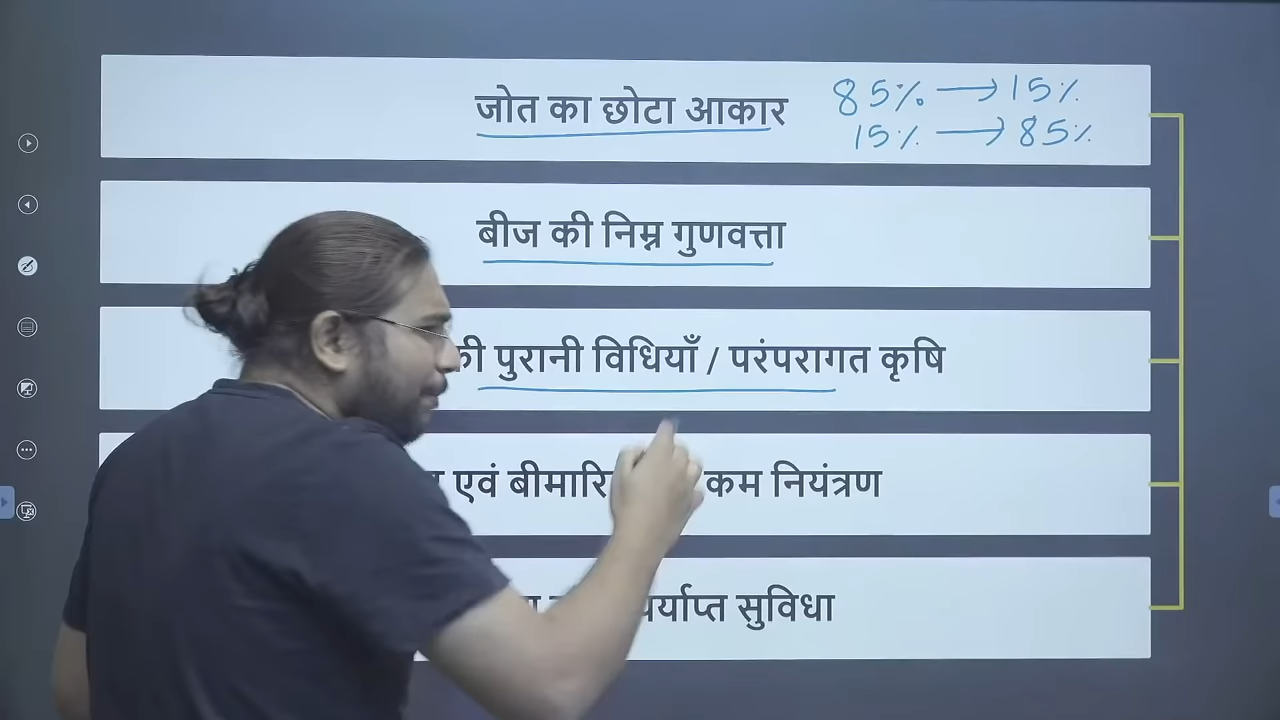 जोत का छोटा आकार
85% → 15%
15% → 85%
बीज की निम्न गुणवत्ता
की पुरानी विधियाँ / परंपरागत कृषि
एवं कम नियंत्रण
सुविधा